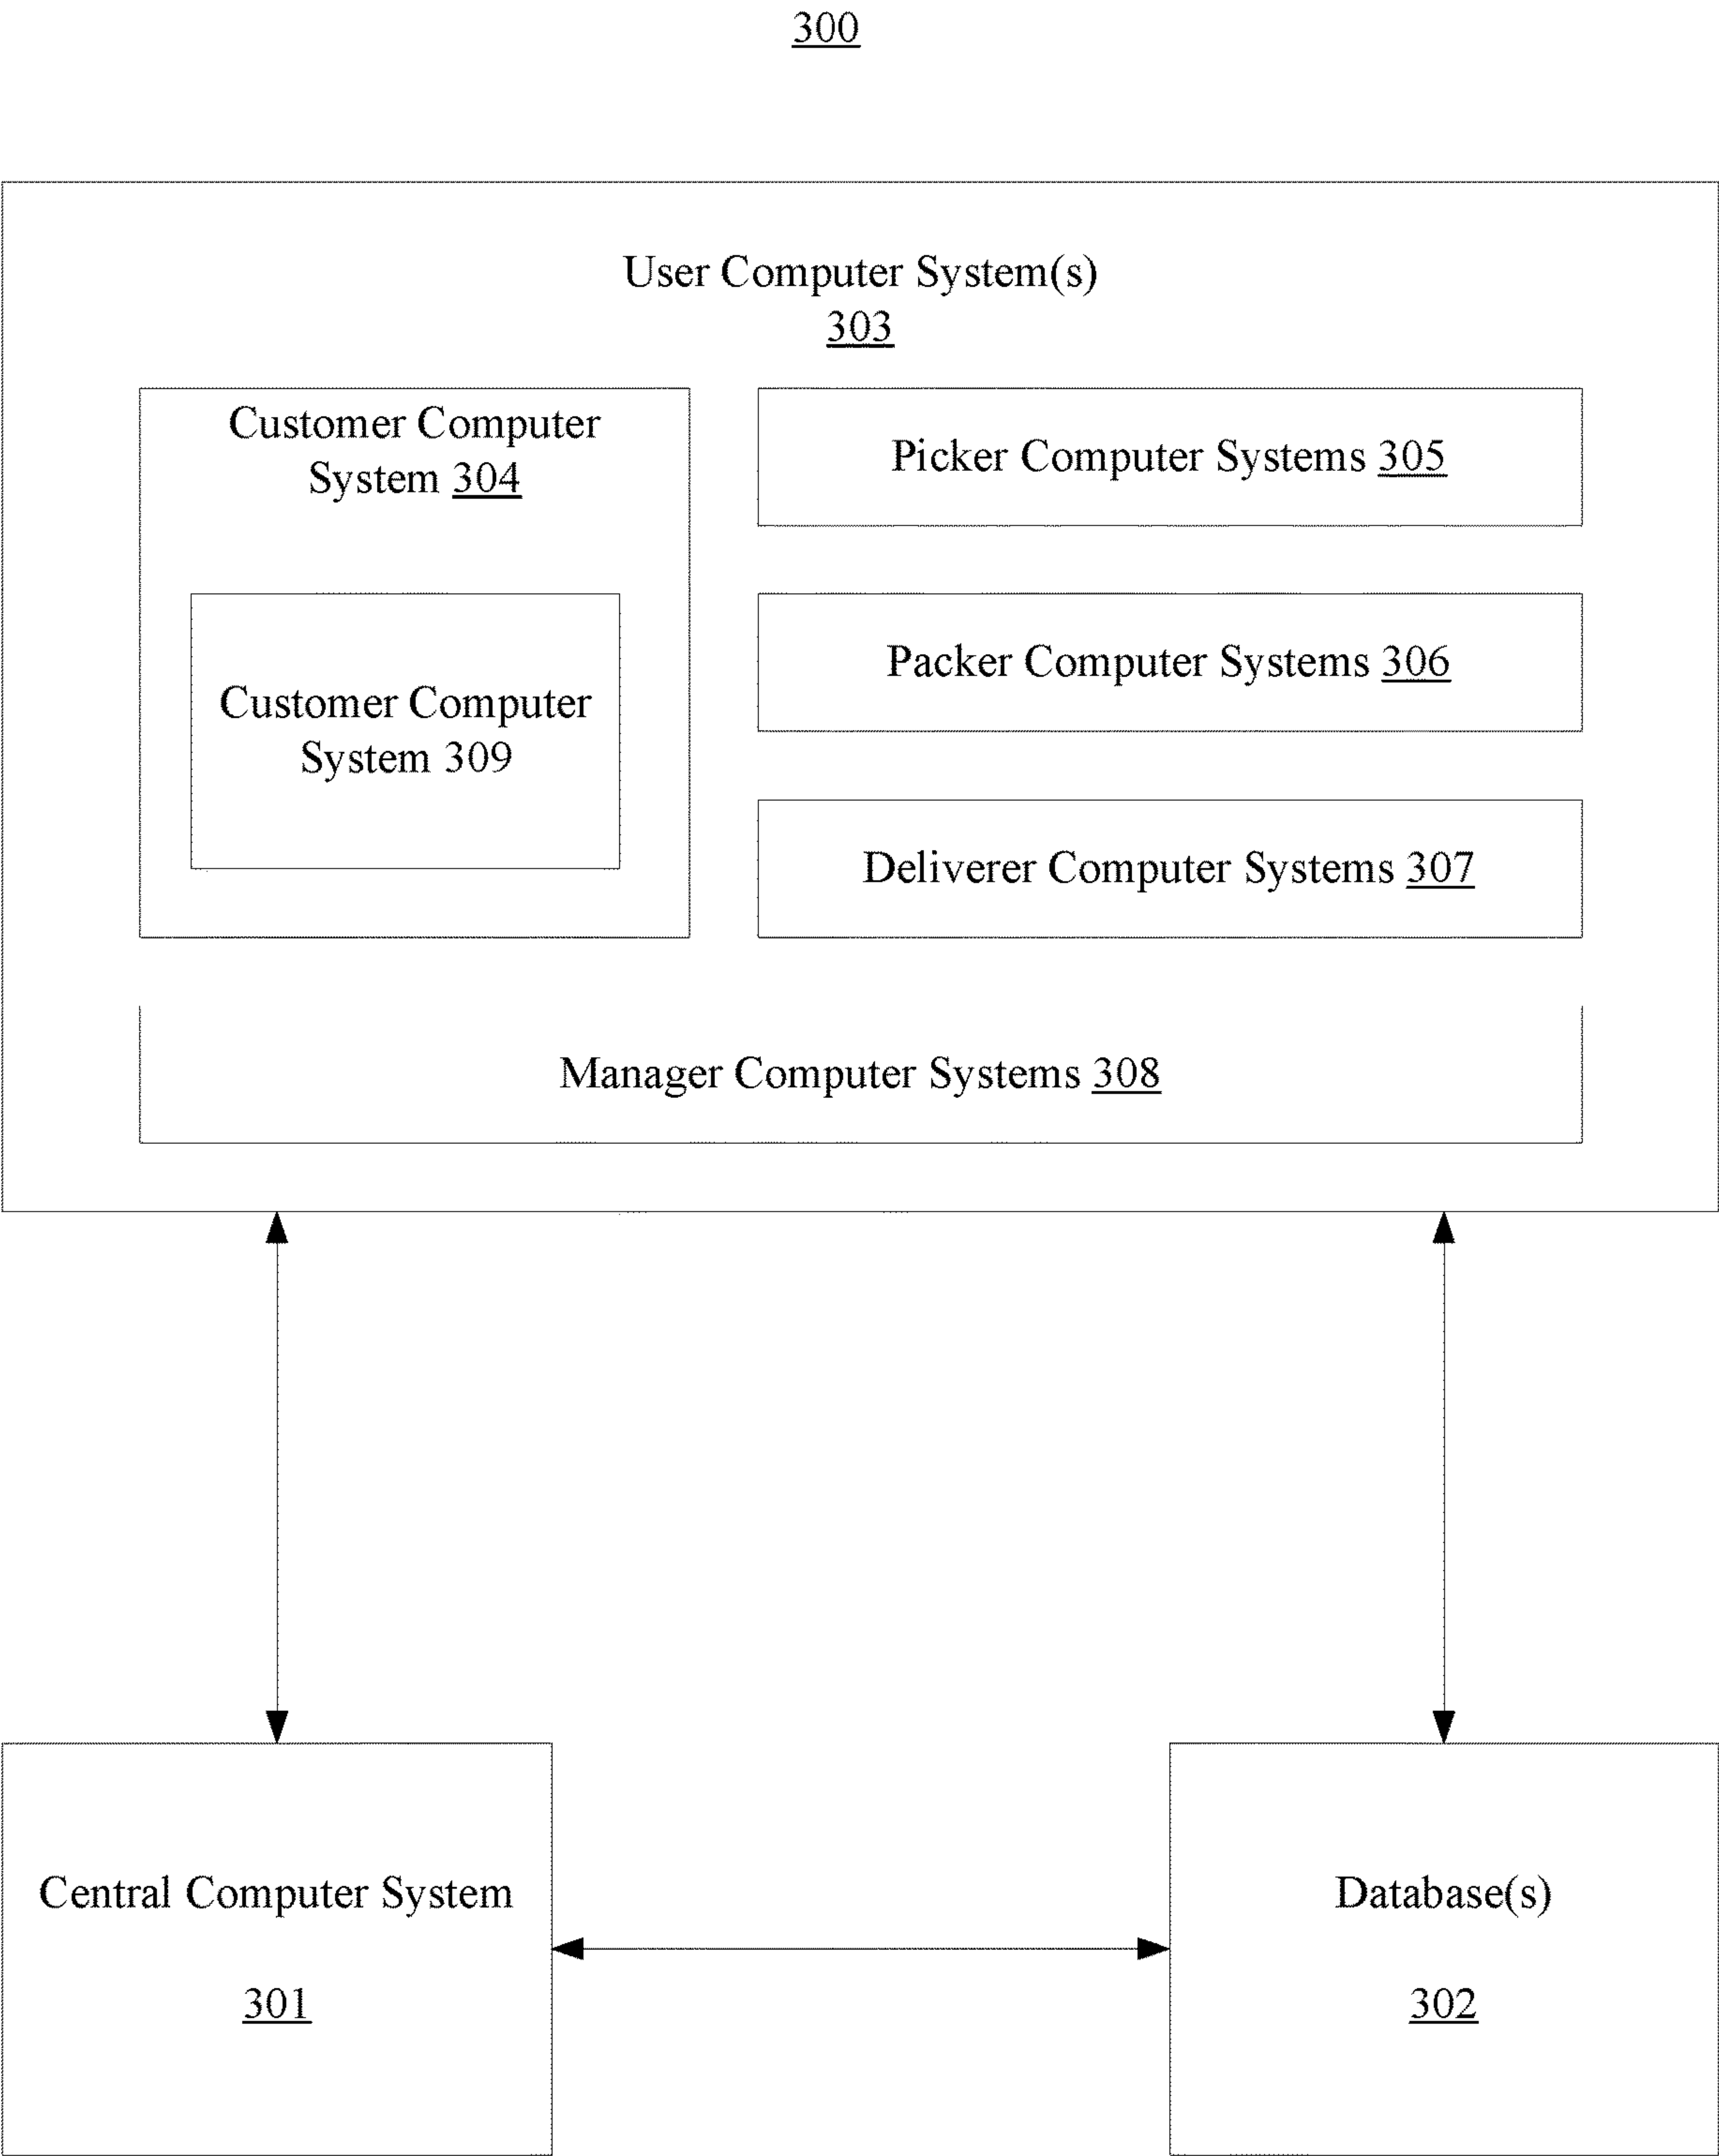 300
User Computer System(s)
303
Customer Computer
System 304
Picker Computer Systems 305
Customer Computer
System 309
Packer Computer Systems 306
Deliverer Computer Systems 307
Manager Computer Systems 308
Central Computer System
301
Database(s)
302